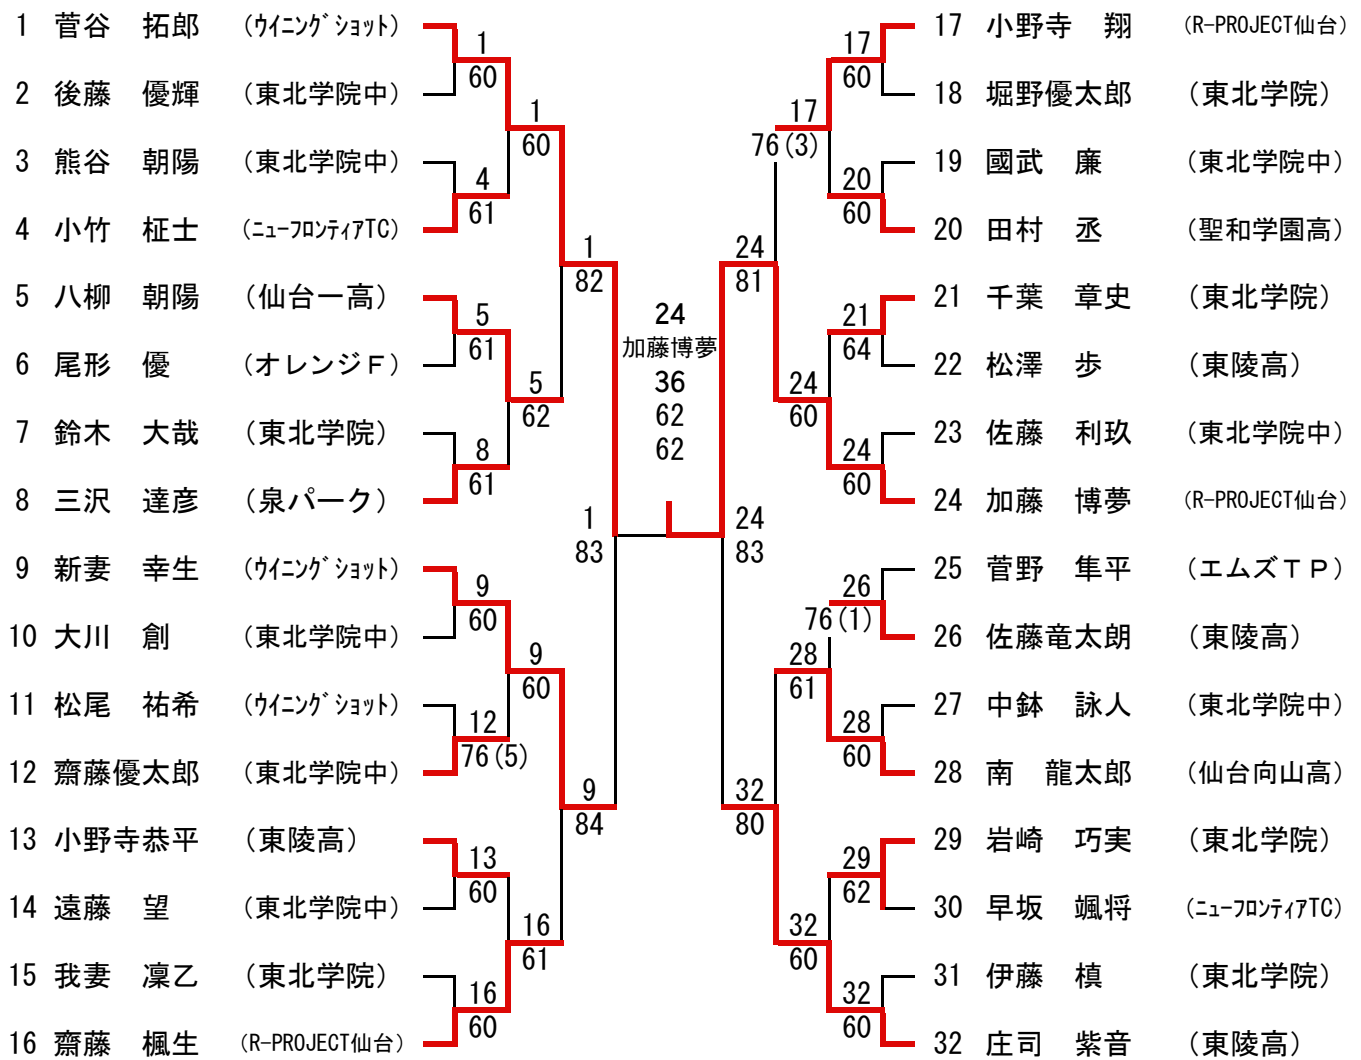 1 菅谷 拓郎 (ウイニングショット)
2 後藤 優輝 (東北学院中)
3 熊谷 朝陽 (東北学院中)
4 小竹 柾士 (ニューフロンティアTC)
5 八柳 朝陽 (仙台一高)
6 尾形 優 (オレンジF)
7 鈴木 大哉 (東北学院)
8 三沢 達彦 (泉パーク)
9 新妻 幸生 (ウイニングショット)
10 大川 創 (東北学院中)
11 松尾 祐希 (ウイニングショット)
12 齋藤優太郎 (東北学院中)
13 小野寺恭平 (東陵高)
14 遠藤 望 (東北学院中)
15 我妻 凜乙 (東北学院)
16 齋藤 楓生 (R-PROJECT仙台)
1
60
4
61
5
61
8
61
9
60
12
76(5)
13
60
16
60
1
60
5
62
9
60
16
61
1
82
9
84
1
83
24
加藤博夢
36
62
62
24
83
24
81
32
80
17
76(3)
24
60
28
61
32
60
17
60
20
60
21
64
24
60
26
76(1)
28
60
29
62
32
60
17 小野寺 翔 (R-PROJECT仙台)
18 堀野優太郎 (東北学院)
19 國武 廉 (東北学院中)
20 田村 丞 (聖和学園高)
21 千葉 章史 (東北学院)
22 松澤 歩 (東陵高)
23 佐藤 利玖 (東北学院中)
24 加藤 博夢 (R-PROJECT仙台)
25 菅野 隼平 (エムズTP)
26 佐藤竜太朗 (東陵高)
27 中鉢 詠人 (東北学院中)
28 南 龍太郎 (仙台向山高)
29 岩崎 巧実 (東北学院)
30 早坂 颯将 (ニューフロンティアTC)
31 伊藤 槙 (東北学院)
32 庄司 紫音 (東陵高)